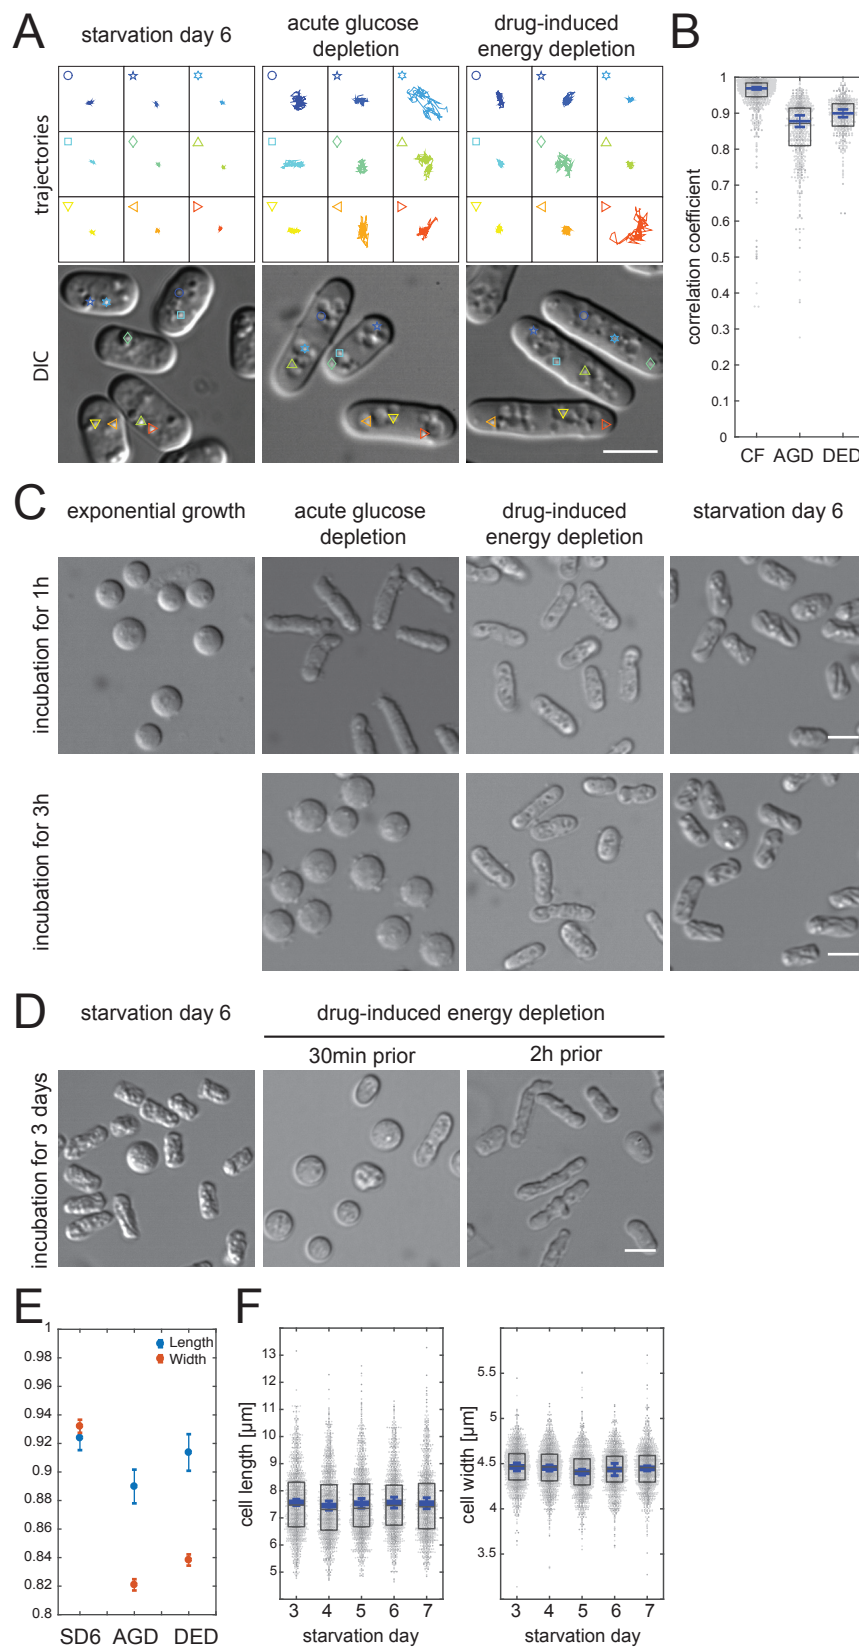 A
starvation day 6
acute glucose
depletion
drug-induced
energy depletion
trajectories
DIC
B
correlation coefficient
1
0.9
0.8
0.7
0.6
0.5
0.4
0.3
0.2
0.1
0
CF AGD DED
C
exponential growth
acute glucose
depletion
drug-induced
energy depletion
starvation day 6
incubation for 1h
incubation for 3h
D
starvation day 6
drug-induced energy depletion
30min prior
2h prior
incubation for 3 days
E
1
0.98
0.96
0.94
0.92
0.9
0.88
0.86
0.84
0.82
0.8
Length
Width
SD6 AGD DED
F
cell length [µm]
13
12
11
10
9
8
7
6
5
3 4 5 6 7
starvation day
cell width [µm]
5.5
5
4.5
4
3.5
3 4 5 6 7
starvation day